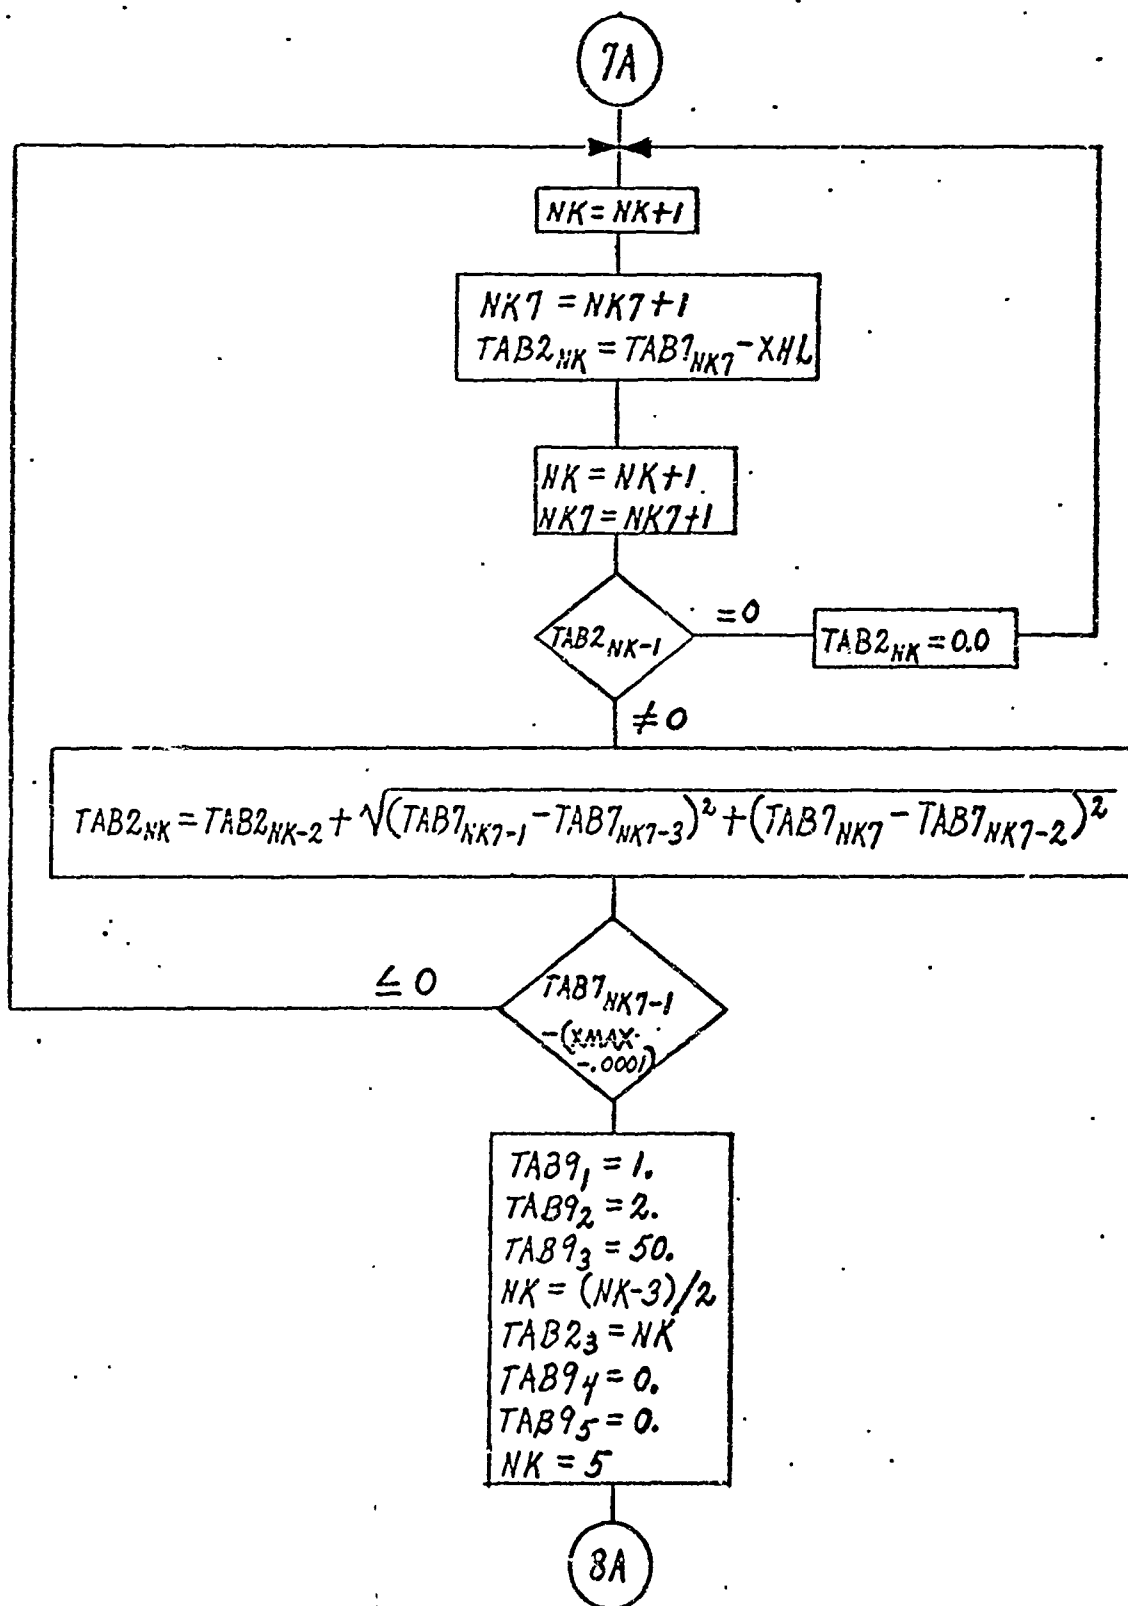 7A
NK = NK+1
NK7 = NK7+1
TAB2NK = TAB7NK7 - XHL
NK = NK+1
NK7 = NK7+1
TAB2NK-1
=0
TAB2NK = 0.0
≠0
TAB2NK = TAB2NK-2 + √(TAB7NK7-1 - TAB7NK7-3)² + (TAB7NK7 - TAB7NK7-2)²
≤ 0
TAB7NK7-1
-(XMAX
-.0001)
TAB9₁ = 1.
TAB9₂ = 2.
TAB9₃ = 50.
NK = (NK-3)/2
TAB2₃ = NK
TAB9₄ = 0.
TAB9₅ = 0.
NK = 5
8A